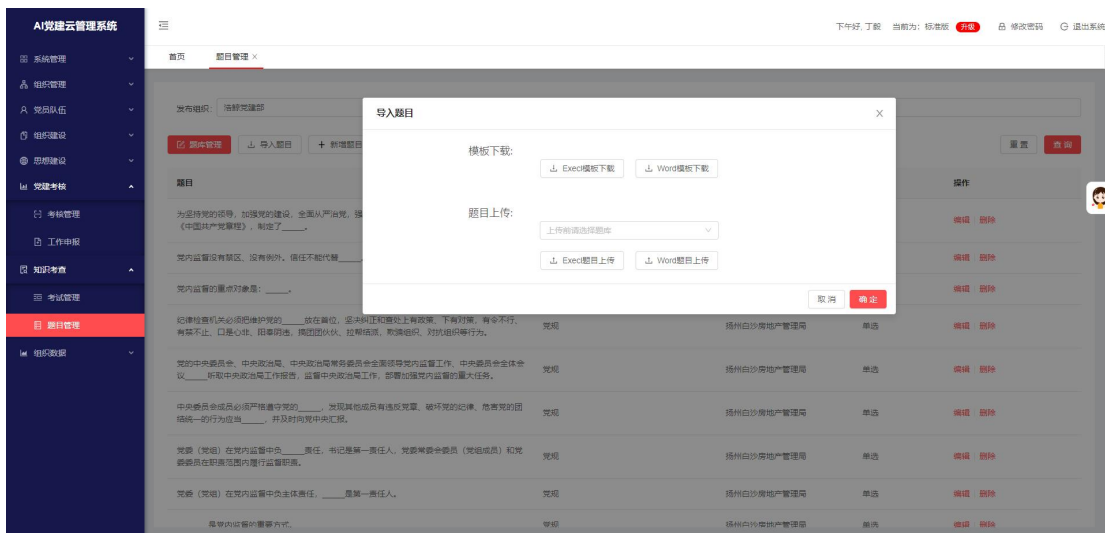 AI党建云管理系统
下午好, 丁毅 当前为: 标准版 升级 修改密码 退出系统
首页 题目管理 ×
系统管理
组织管理
党员队伍
组织建设
思想建设
党建考核
考核管理
工作申报
知识考查
考试管理
题目管理
组织数据
发布组织:
题库管理 导入题目 + 新增题目
重置 查询
题目
操作
导入题目
模板下载:
Execl模板下载 Word模板下载
题目上传:
上传前请选择题库
Execl题目上传 Word题目上传
取消 确定
为坚持党的领导, 加强党的建设, 全面从严治党, 强
《中国共产党章程》, 制定了_____。
编辑 删除
党内监督没有禁区、没有例外。信任不能代替_____
编辑 删除
党内监督的重点对象是: _____。
编辑 删除
纪律检查机关必须把维护党的_____放在首位, 坚决纠正和查处上有政策、下有对策, 有令不行、
有禁不止, 口是心非、阳奉阴违, 搞团团伙伙、拉帮结派, 欺骗组织、对抗组织等行为。
党规 扬州白沙房地产管理局 单选 编辑 删除
党的中央委员会、中央政治局、中央政治局常务委员会全面领导党内监督工作。中央委员会全体会
议_____听取中央政治局工作报告, 监督中央政治局工作, 部署加强党内监督的重大任务。
党规 扬州白沙房地产管理局 单选 编辑 删除
中央委员会成员必须严格遵守党的_____, 发现其他成员有违反党章、破坏党的纪律、危害党的团
结统一的行为应当_____, 并及时向党中央汇报。
党规 扬州白沙房地产管理局 单选 编辑 删除
党委（党组）在党内监督中负_____责任, 书记是第一责任人, 党委常委会委员（党组成员）和党
委委员在职责范围内履行监督职责。
党规 扬州白沙房地产管理局 单选 编辑 删除
党委（党组）在党内监督中负主体责任, _____是第一责任人。
党规 扬州白沙房地产管理局 单选 编辑 删除
_____是党内监督的重要方式。
党规 扬州白沙房地产管理局 单选 编辑 删除